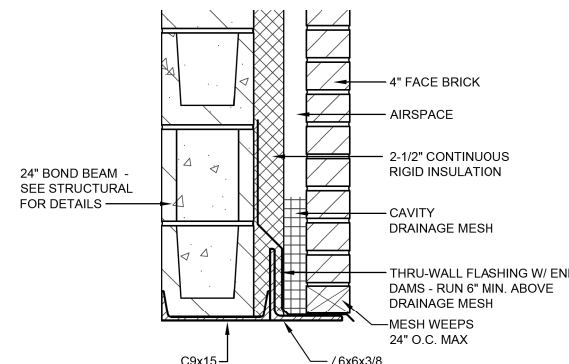 4" FACE BRICK
AIRSPACE
2-1/2" CONTINUOUS
RIGID INSULATION
24" BOND BEAM -
SEE STRUCTURAL
FOR DETAILS
CAVITY
DRAINAGE MESH
THRU-WALL FLASHING W/
DAMS - RUN 6" MIN. ABOVE
DRAINAGE MESH
MESH WEEPS
24" O.C. MAX
C9x15
6x6x3/8